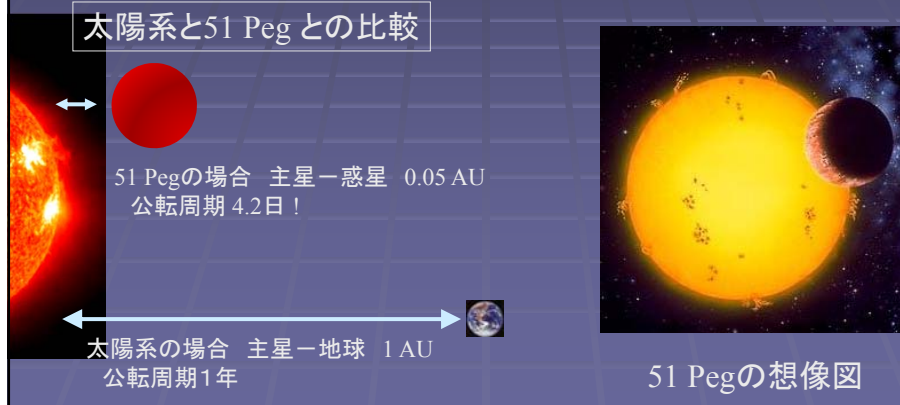 太陽系と51 Peg との比較
51 Pegの場合　主星－惑星　0.05 AU
公転周期 4.2日！
太陽系の場合　主星－地球　1 AU
公転周期１年
51 Pegの想像図